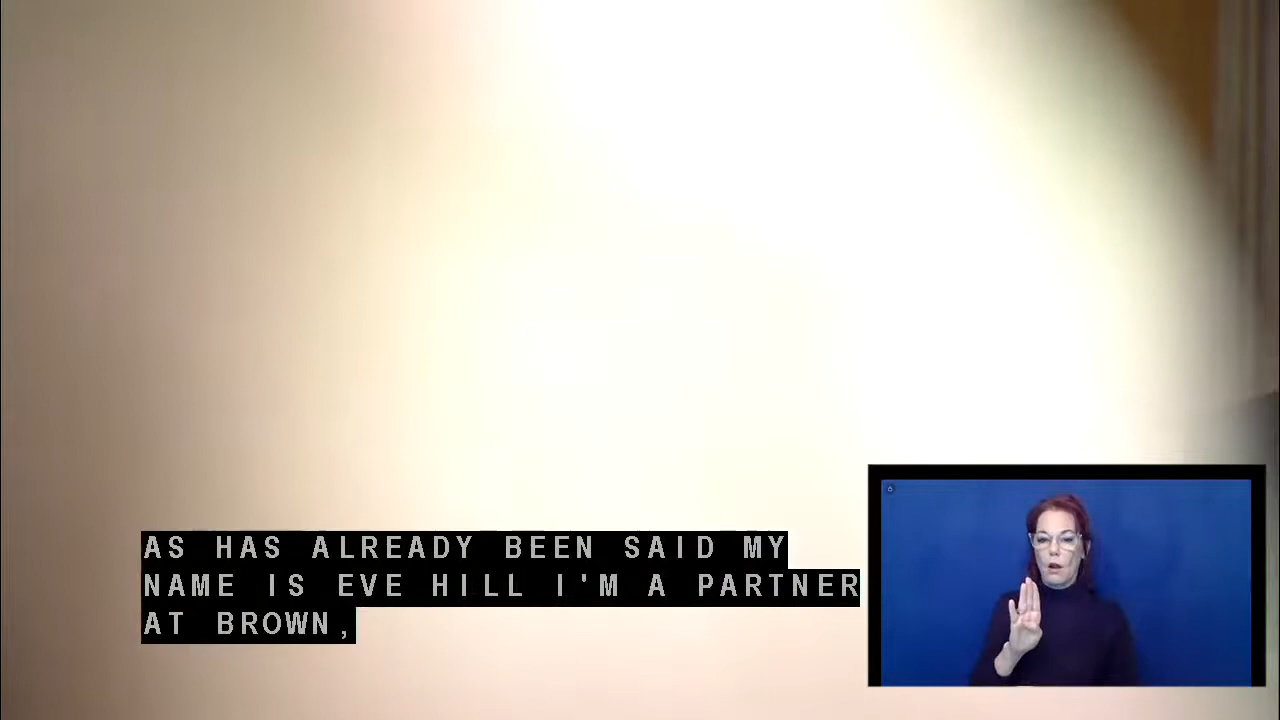 AS HAS ALREADY BEEN SAID MY
NAME IS EVE HILL I'M A PARTNER
AT BROWN,